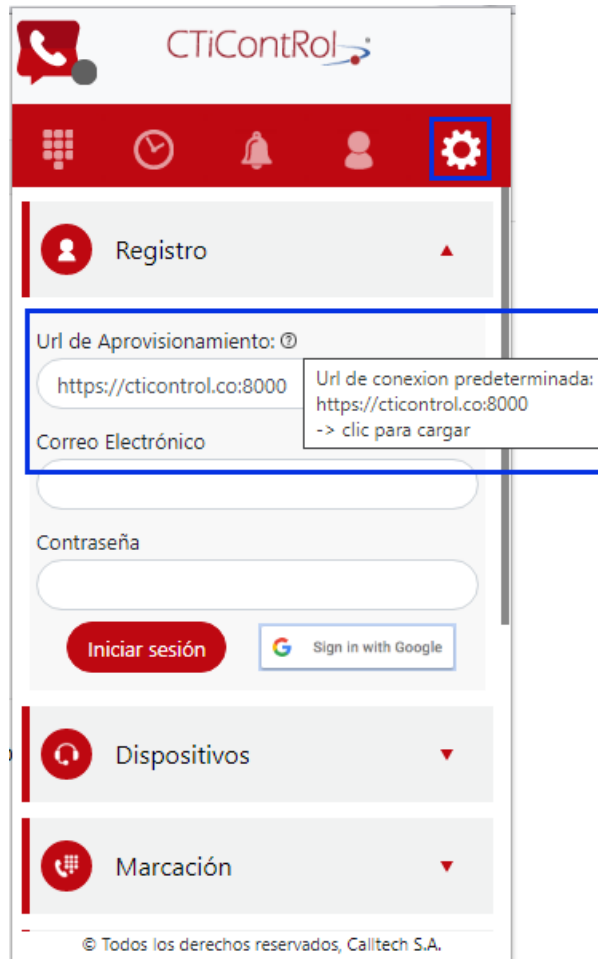 CTiContRol
Registro
Url de Aprovisionamiento:
https://cticontrol.co:8000
Url de conexion predeterminada:
https://cticontrol.co:8000
-> clic para cargar
Correo Electrónico
Contraseña
Iniciar sesión
Sign in with Google
Dispositivos
Marcación
© Todos los derechos reservados, Calltech S.A.